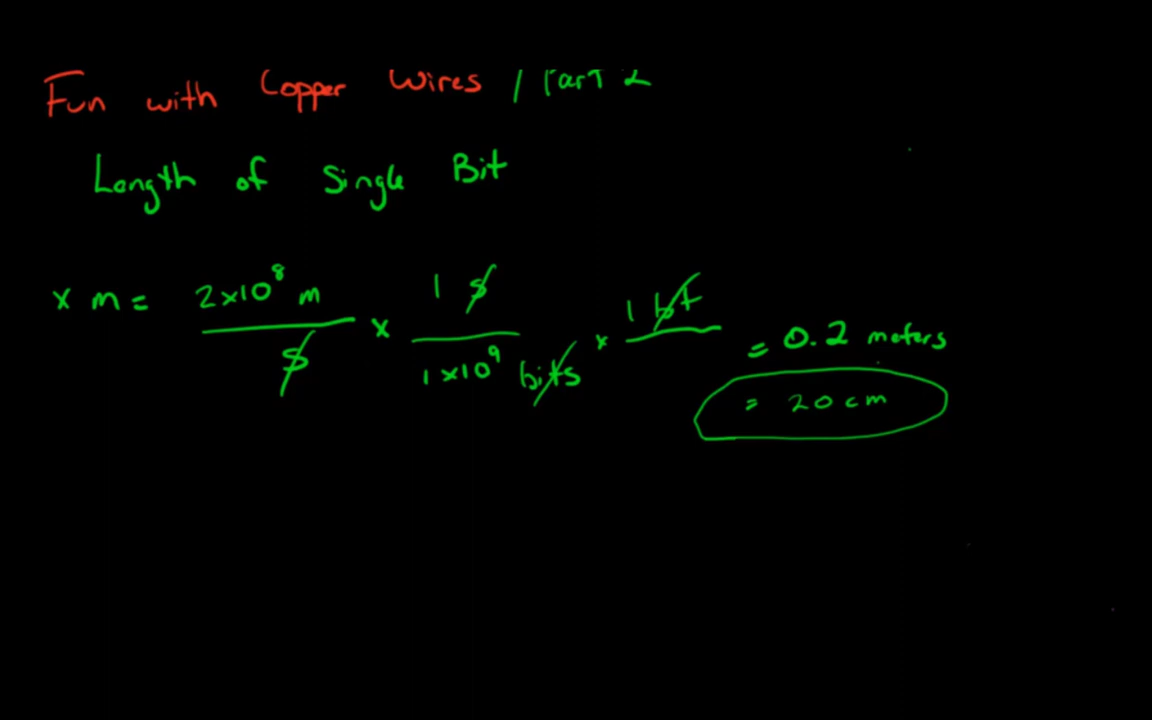 Fun with Copper Wires / Part 2
Length of Single Bit
x m = 2x10⁸ m / s x 1 s / 1x10⁹ bits x 1 bit = 0.2 meters
= 20 cm